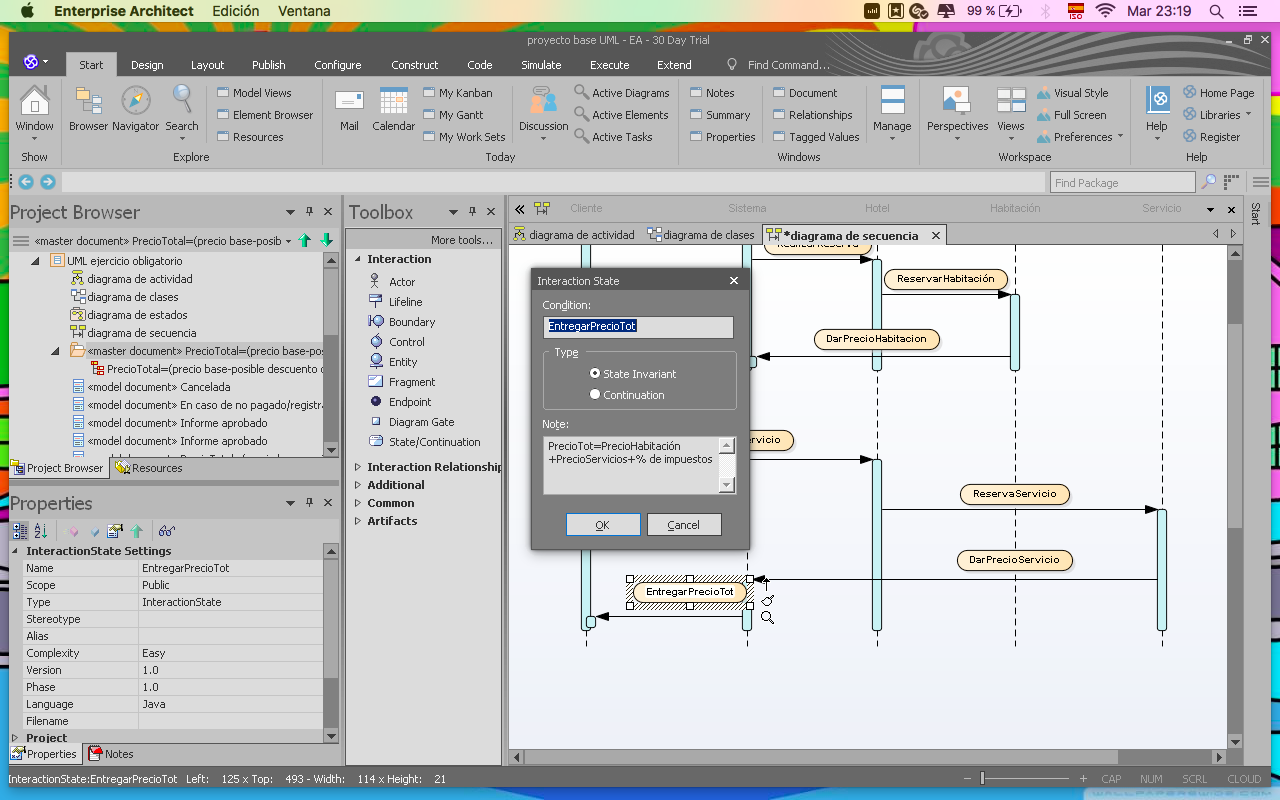 Enterprise Architect Edición Ventana 99 % ISO Mar 23:19
proyecto base UML - EA - 30 Day Trial
Start Design Layout Publish Configure Construct Code Simulate Execute Extend Find Command...
Model Views My Kanban Active Diagrams Notes Document Visual Style Home Page
Element Browser My Gantt Active Elements Summary Relationships Full Screen Libraries
Window Browser Navigator Search Mail Calendar Discussion Manage Perspectives Views Help
Resources My Work Sets Active Tasks Properties Tagged Values Preferences Register
Show Explore Today Windows Workspace Help
Find Package
Project Browser
«master document» PrecioTotal=(precio base-posib
UML ejercicio obligatorio
diagrama de actividad
diagrama de clases
diagrama de estados
diagrama de secuencia
«master document» PrecioTotal=(precio base-pos
PrecioTotal=(precio base-posible descuento
«model document» Cancelada
«model document» En caso de no pagado/registra
«model document» Informe aprobado
«model document» Informe aprobado
Project Browser Resources
Properties
InteractionState Settings
Name EntregarPrecioTot
Scope Public
Type InteractionState
Stereotype
Alias
Complexity Easy
Version 1.0
Phase 1.0
Language Java
Filename
Project
Properties Notes
Toolbox
More tools...
Interaction
Actor
Lifeline
Boundary
Control
Entity
Fragment
Endpoint
Diagram Gate
State/Continuation
Interaction Relationship
Additional
Common
Artifacts
Cliente Sistema Hotel Habitación Servicio
Start
diagrama de actividad diagrama de clases *diagrama de secuencia
ReservarHabitación
DarPrecioHabitacion
ReservaServicio
DarPrecioServicio
EntregarPrecioTot
Interaction State
Condition:
EntregarPrecioTot
Type
State Invariant
Continuation
Note:
PrecioTot=PrecioHabitación
+PrecioServicios+% de impuestos
OK Cancel
InteractionState:EntregarPrecioTot Left: 125 x Top: 493 - Width: 114 x Height: 21 CAP NUM SCRL CLOUD